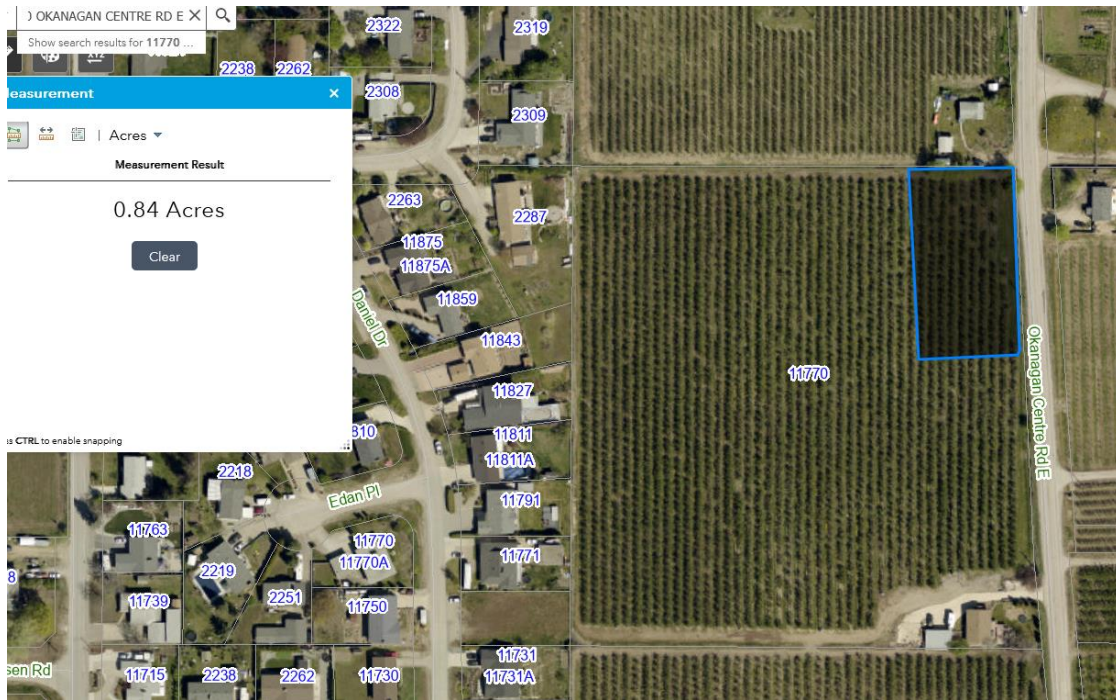 ) OKANAGAN CENTRE RD E
Show search results for 11770 ...
XYZ
Measurement
Acres
Measurement Result
0.84 Acres
Clear
CTRL to enable snapping
2322
2319
2238
2262
2308
2309
2263
2287
11875
11875A
11859
Daniel Dr
11843
11770
Okanagan Centre Rd E
11827
810
11811
11811A
2218
Edan Pl
11791
11763
11770
11770A
11771
8
2219
2251
11739
11750
11731
sen Rd
11715
2238
2262
11730
11731A